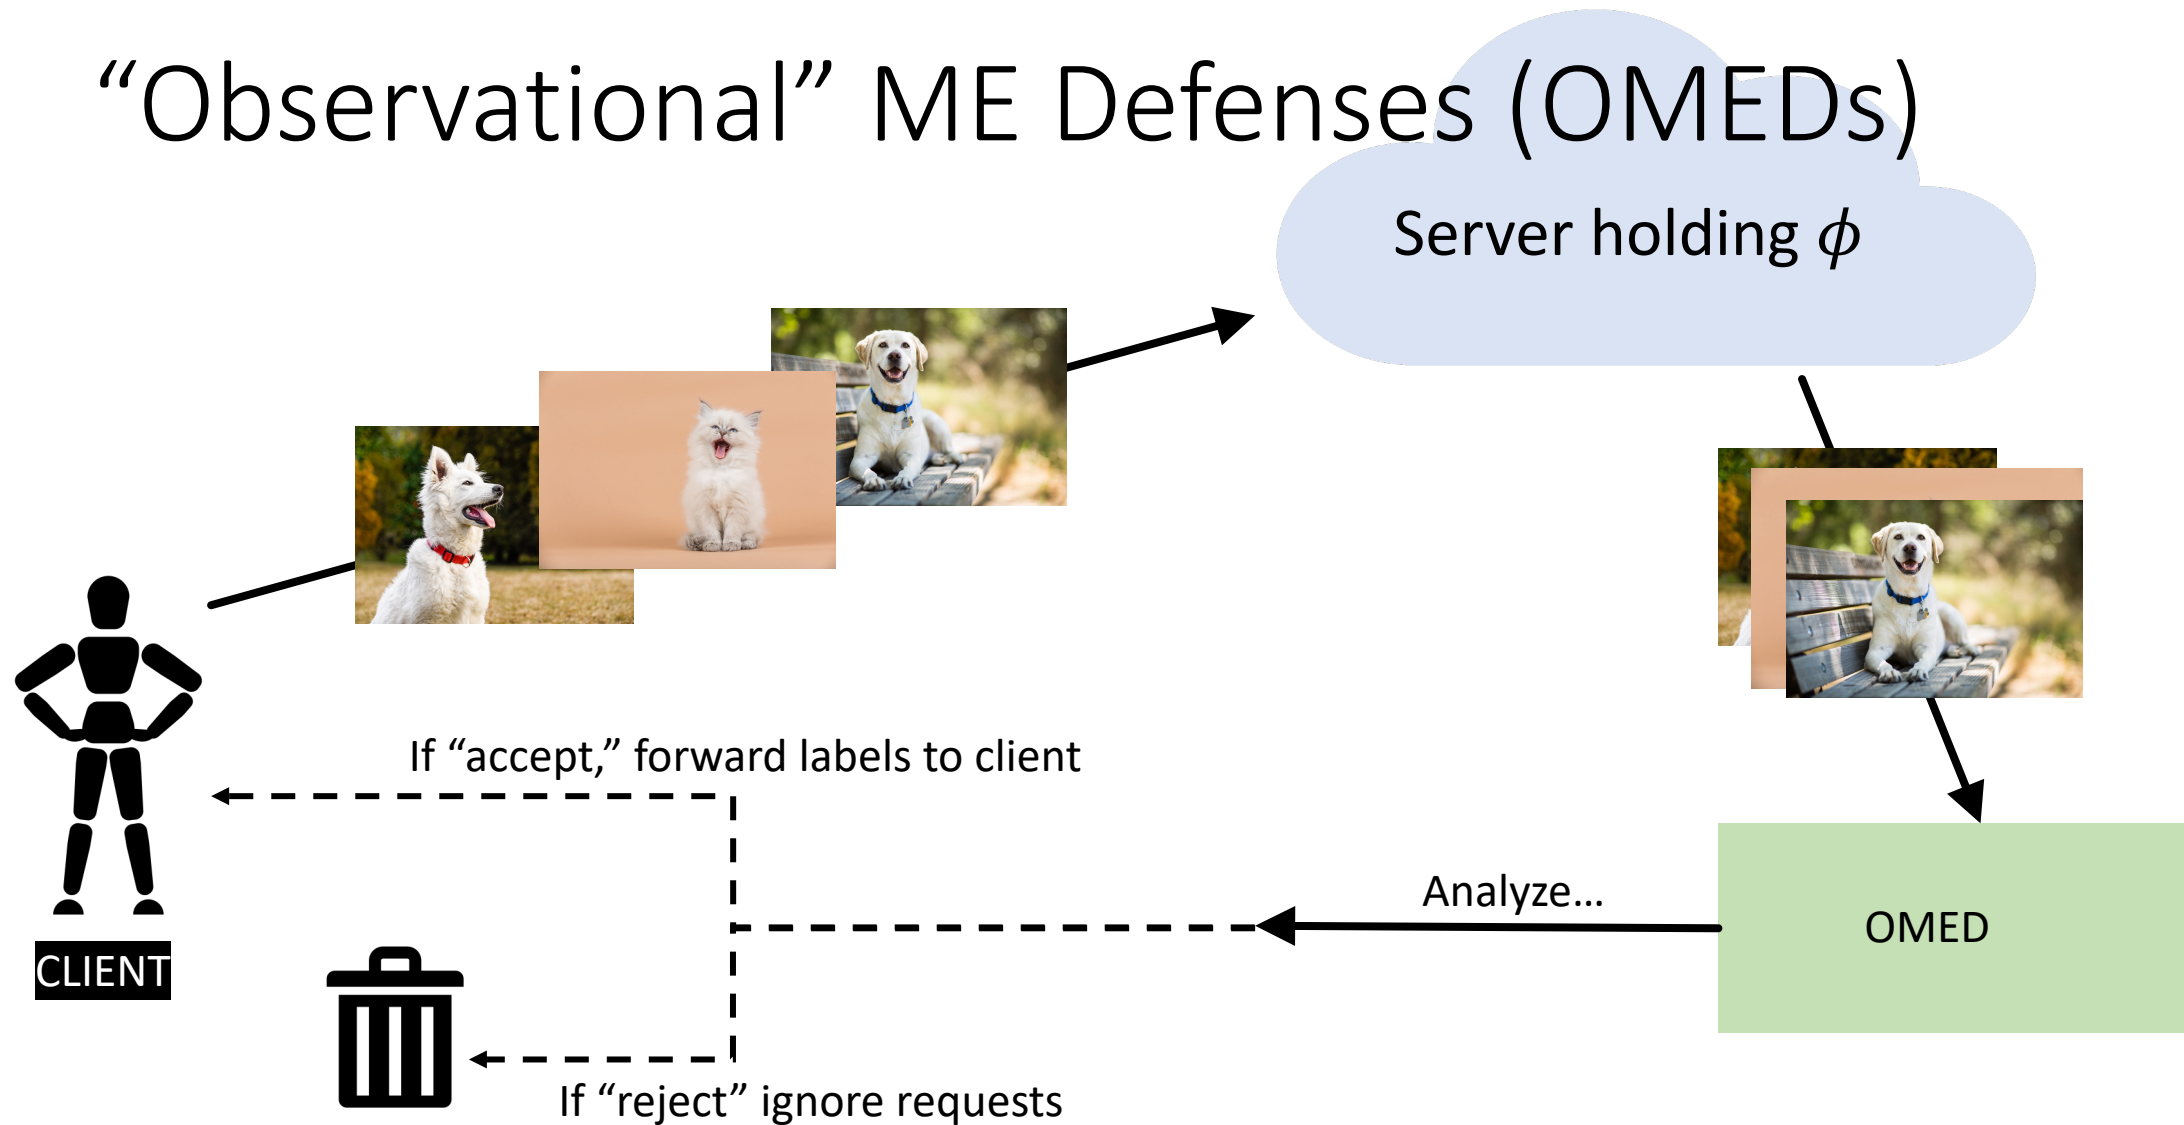 “Observational” ME Defenses (OMEDs)
Server holding ϕ
If “accept,” forward labels to client
Analyze...
OMED
CLIENT
If “reject” ignore requests